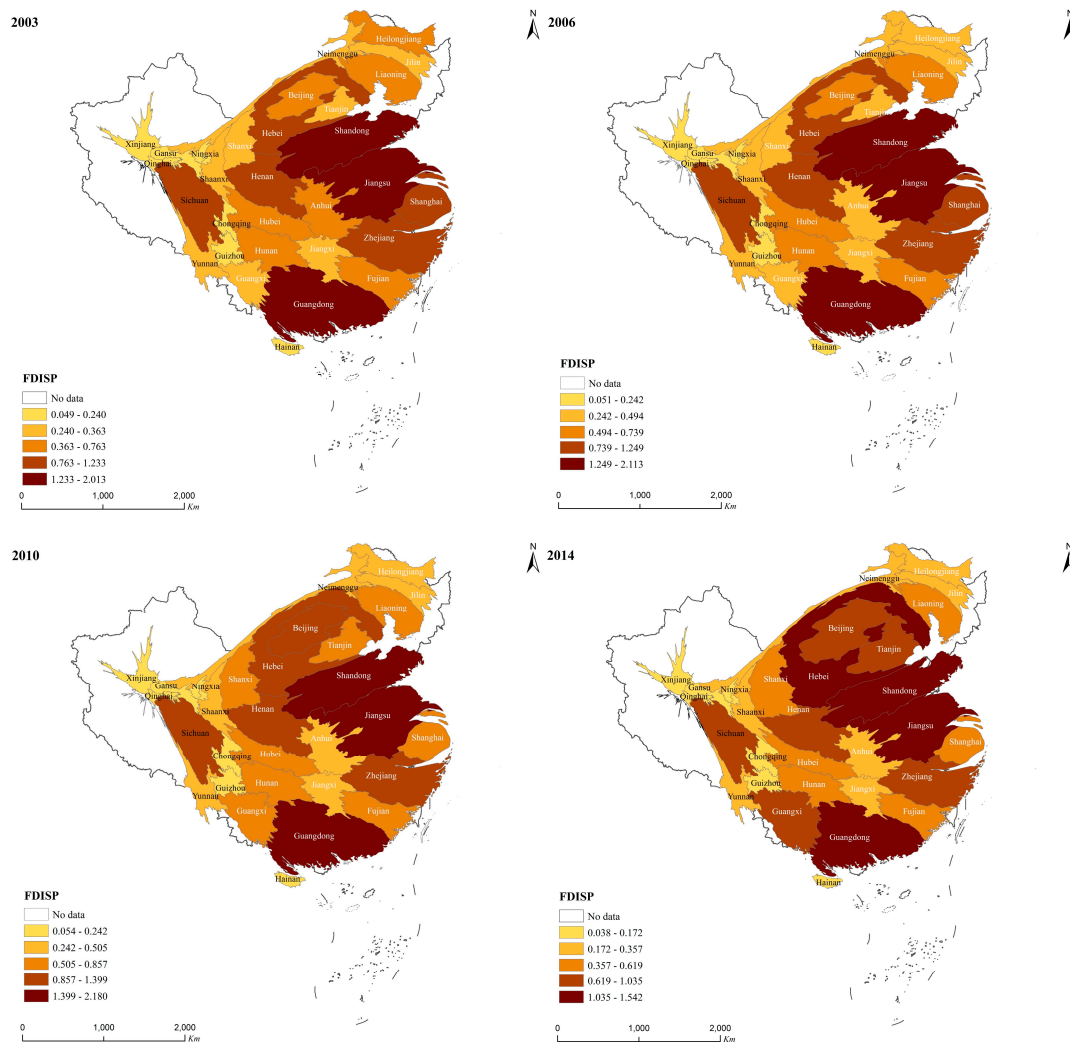 2003
N
Heilongjiang
Neimenggu
Jilin
Liaoning
Beijing
Tianjin
Hebei
Shandong
Xinjiang
Gansu
Ningxia
Shanxi
Qinghai
Shaanxi
Henan
Jiangsu
Sichuan
Anhui
Shanghai
Chongqing
Hubei
Zhejiang
Guizhou
Hunan
Jiangxi
Yunnan
Guangxi
Fujian
Guangdong
Hainan
FDISP
No data
0.049 - 0.240
0.240 - 0.363
0.363 - 0.763
0.763 - 1.233
1.233 - 2.013
0 1,000 2,000
Km
2006
N
Heilongjiang
Neimenggu
Jilin
Liaoning
Beijing
Tianjin
Hebei
Shandong
Xinjiang
Gansu
Ningxia
Shanxi
Qinghai
Shaanxi
Henan
Jiangsu
Sichuan
Anhui
Shanghai
Chongqing
Hubei
Zhejiang
Guizhou
Hunan
Jiangxi
Yunnan
Guangxi
Fujian
Guangdong
Hainan
FDISP
No data
0.051 - 0.242
0.242 - 0.494
0.494 - 0.739
0.739 - 1.249
1.249 - 2.113
0 1,000 2,000
Km
2010
N
Heilongjiang
Neimenggu
Jilin
Liaoning
Beijing
Tianjin
Hebei
Shandong
Xinjiang
Gansu
Ningxia
Shanxi
Qinghai
Shaanxi
Henan
Jiangsu
Sichuan
Anhui
Shanghai
Chongqing
Hubei
Zhejiang
Guizhou
Hunan
Jiangxi
Yunnan
Guangxi
Fujian
Guangdong
Hainan
FDISP
No data
0.054 - 0.242
0.242 - 0.505
0.505 - 0.857
0.857 - 1.399
1.399 - 2.180
0 1,000 2,000
Km
2014
N
Heilongjiang
Neimenggu
Jilin
Liaoning
Beijing
Tianjin
Hebei
Shandong
Xinjiang
Gansu
Ningxia
Shanxi
Qinghai
Shaanxi
Henan
Jiangsu
Sichuan
Anhui
Shanghai
Chongqing
Hubei
Zhejiang
Guizhou
Hunan
Jiangxi
Yunnan
Guangxi
Fujian
Guangdong
Hainan
FDISP
No data
0.038 - 0.172
0.172 - 0.357
0.357 - 0.619
0.619 - 1.035
1.035 - 1.542
0 1,000 2,000
Km